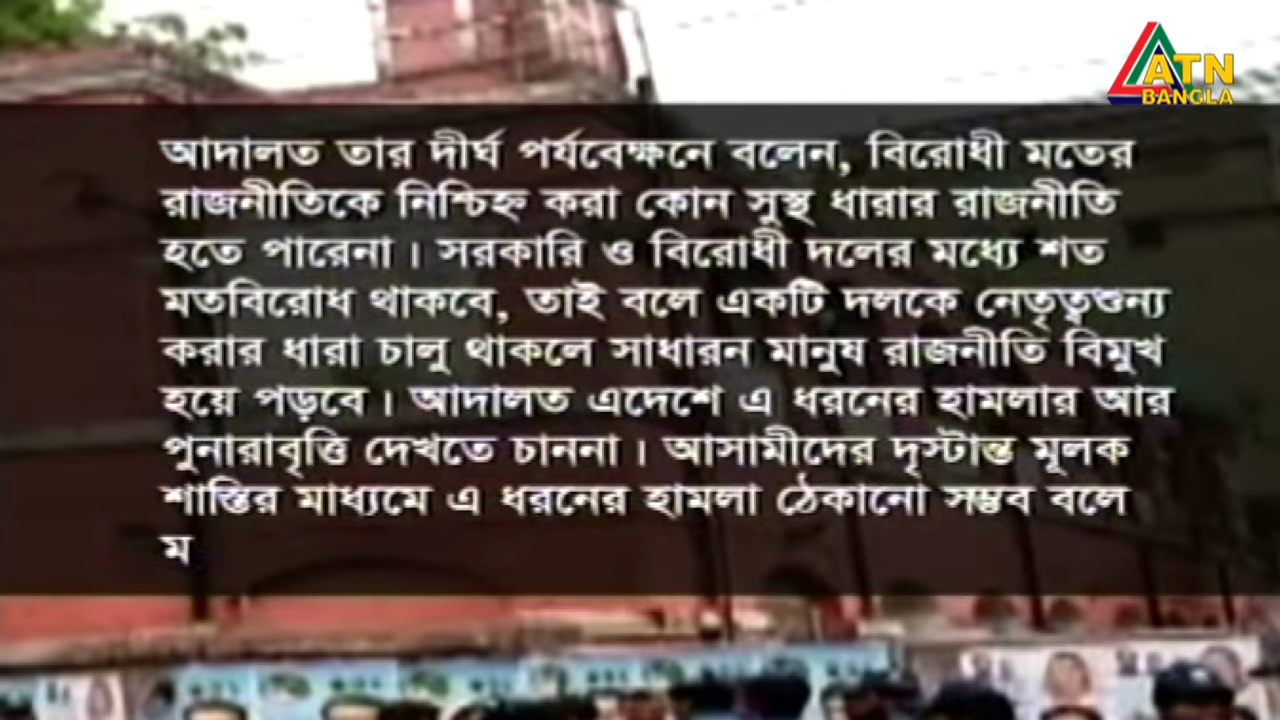 ATN
BANGLA
আদালত তার দীর্ঘ পর্যবেক্ষনে বলেন, বিরোধী মতের
রাজনীতিকে নিশ্চিহ্ন করা কোন সুস্থ ধারার রাজনীতি
হতে পারেনা। সরকারি ও বিরোধী দলের মধ্যে শত
মতবিরোধ থাকবে, তাই বলে একটি দলকে নেতৃত্বশুন্য
করার ধারা চালু থাকলে সাধারন মানুষ রাজনীতি বিমুখ
হয়ে পড়বে। আদালত এদেশে এ ধরনের হামলার আর
পুনারাবৃত্তি দেখতে চাননা। আসামীদের দৃস্টান্ত মূলক
শাস্তির মাধ্যমে এ ধরনের হামলা ঠেকানো সম্ভব বলে
ম